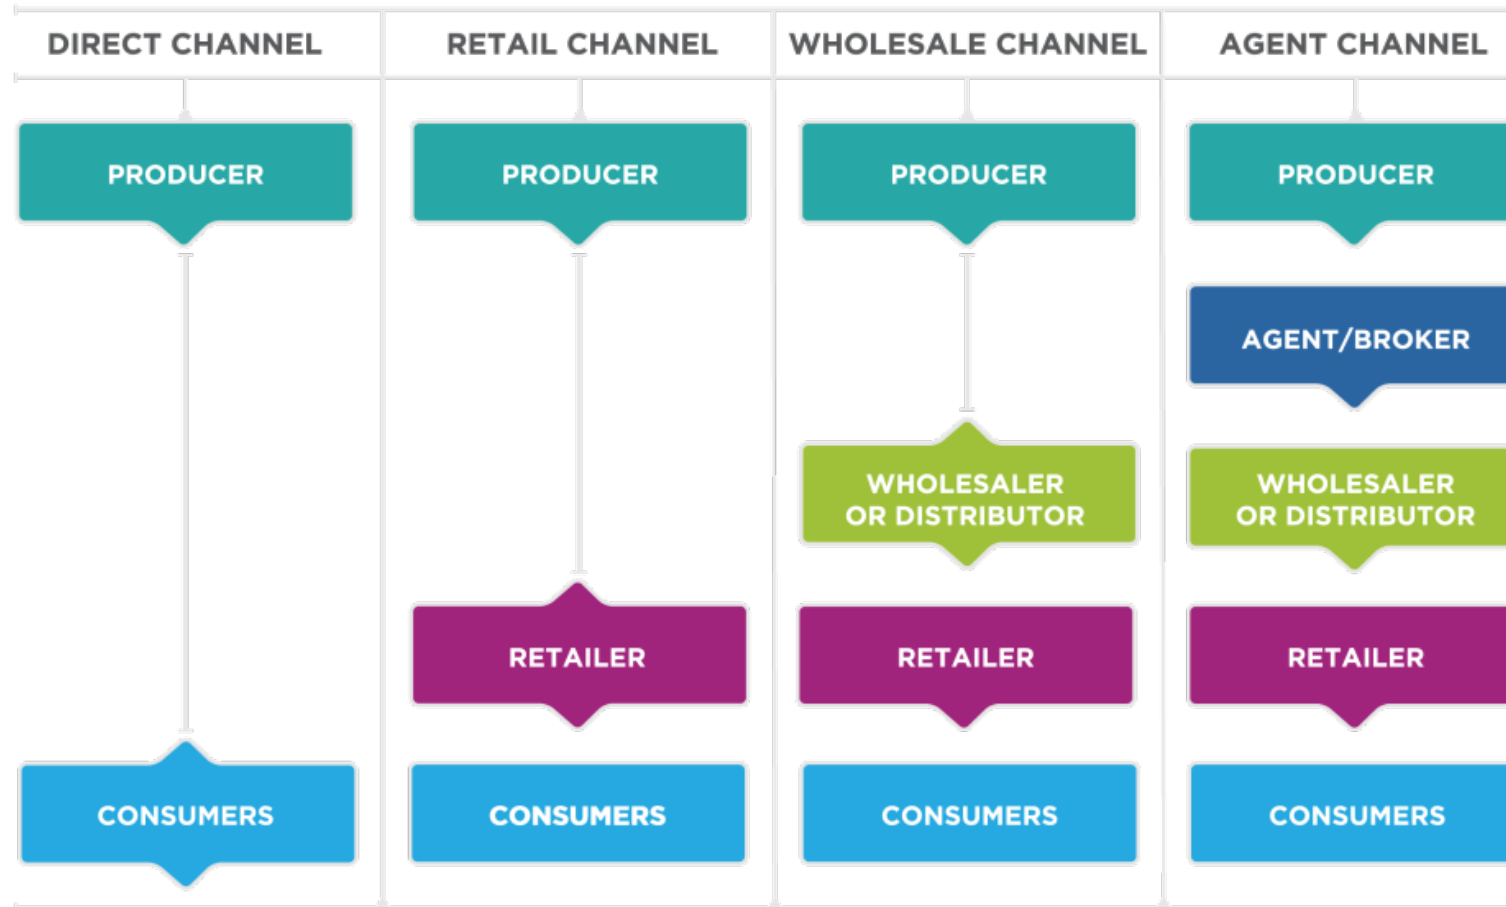 DIRECT CHANNEL
RETAIL CHANNEL
WHOLESALE CHANNEL
AGENT CHANNEL
PRODUCER
PRODUCER
PRODUCER
PRODUCER
AGENT/BROKER
WHOLESALER
OR DISTRIBUTOR
WHOLESALER
OR DISTRIBUTOR
RETAILER
RETAILER
RETAILER
CONSUMERS
CONSUMERS
CONSUMERS
CONSUMERS